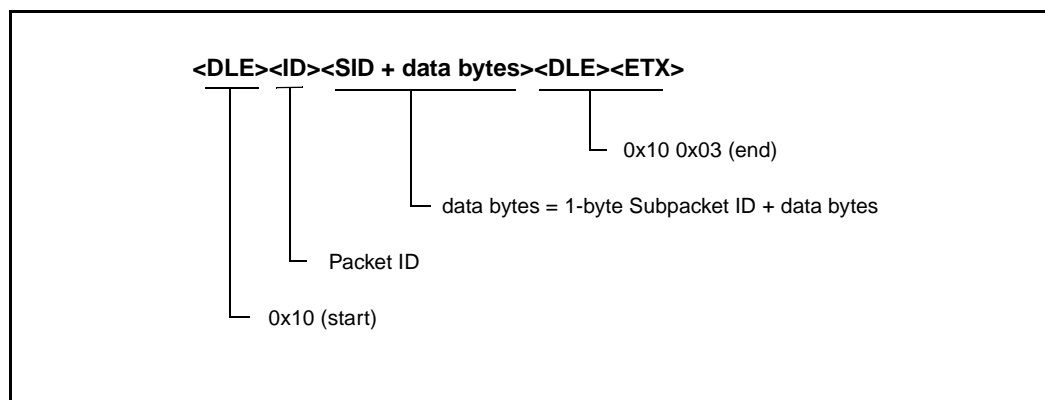 <DLE><ID><SID + data bytes><DLE><ETX>
0x10 0x03 (end)
data bytes = 1-byte Subpacket ID + data bytes
Packet ID
0x10 (start)